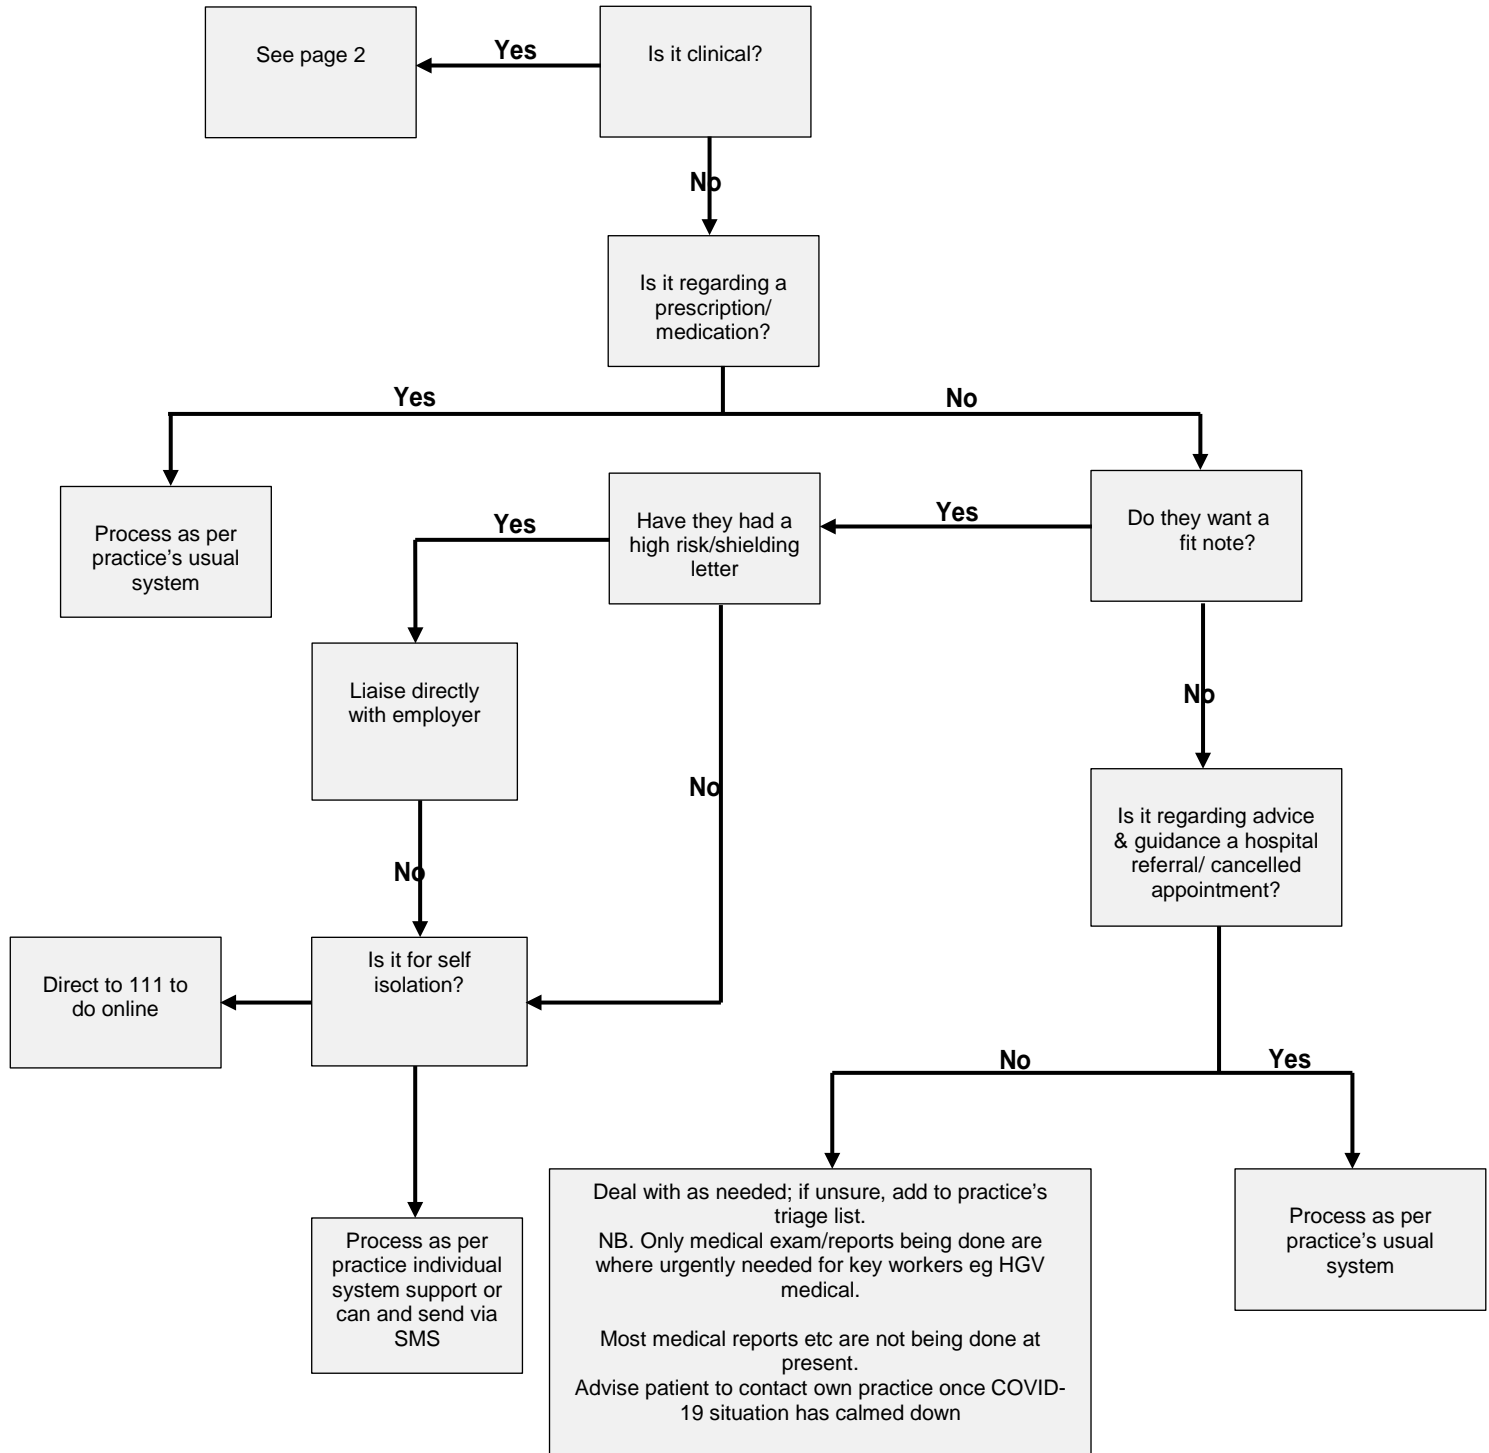 See page 2
Yes
Is it clinical?
No
Is it regarding a
prescription/
medication?
Yes
No
Process as per
practice’s usual
system
Yes
Have they had a
high risk/shielding
letter
Yes
Do they want a
fit note?
Liaise directly
with employer
No
No
No
Is it regarding advice
& guidance a hospital
referral/ cancelled
appointment?
Direct to 111 to
do online
Is it for self
isolation?
No
Yes
Process as per
practice individual
system support or
can and send via
SMS
Deal with as needed; if unsure, add to practice’s
triage list.
NB. Only medical exam/reports being done are
where urgently needed for key workers eg HGV
medical.
Most medical reports etc are not being done at
present.
Advise patient to contact own practice once COVID-
19 situation has calmed down
Process as per
practice’s usual
system